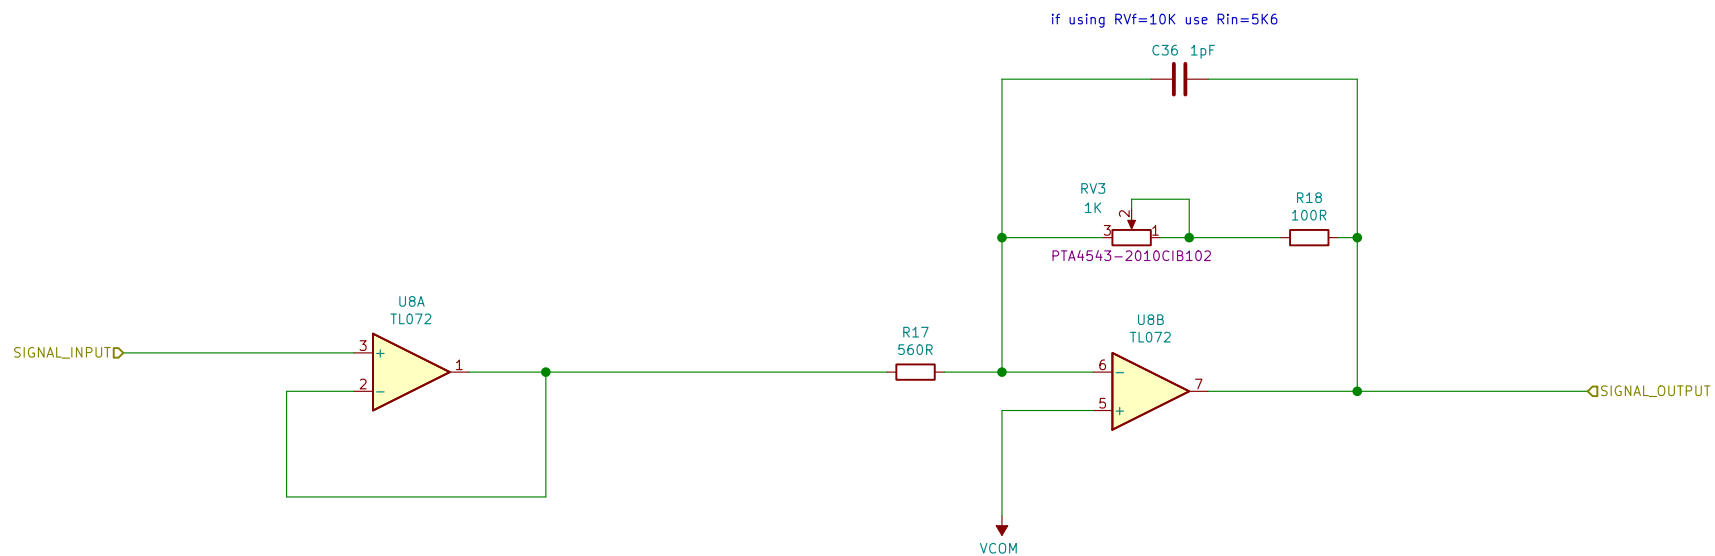 if using RVf=10K use Rin=5K6
C36 1pF
RV3
1K
2
3
1
PTA4543-2010CIB102
R18
100R
U8A
TL072
SIGNAL_INPUT
3
+
2
−
1
R17
560R
U8B
TL072
6
−
5
+
7
SIGNAL_OUTPUT
VCOM